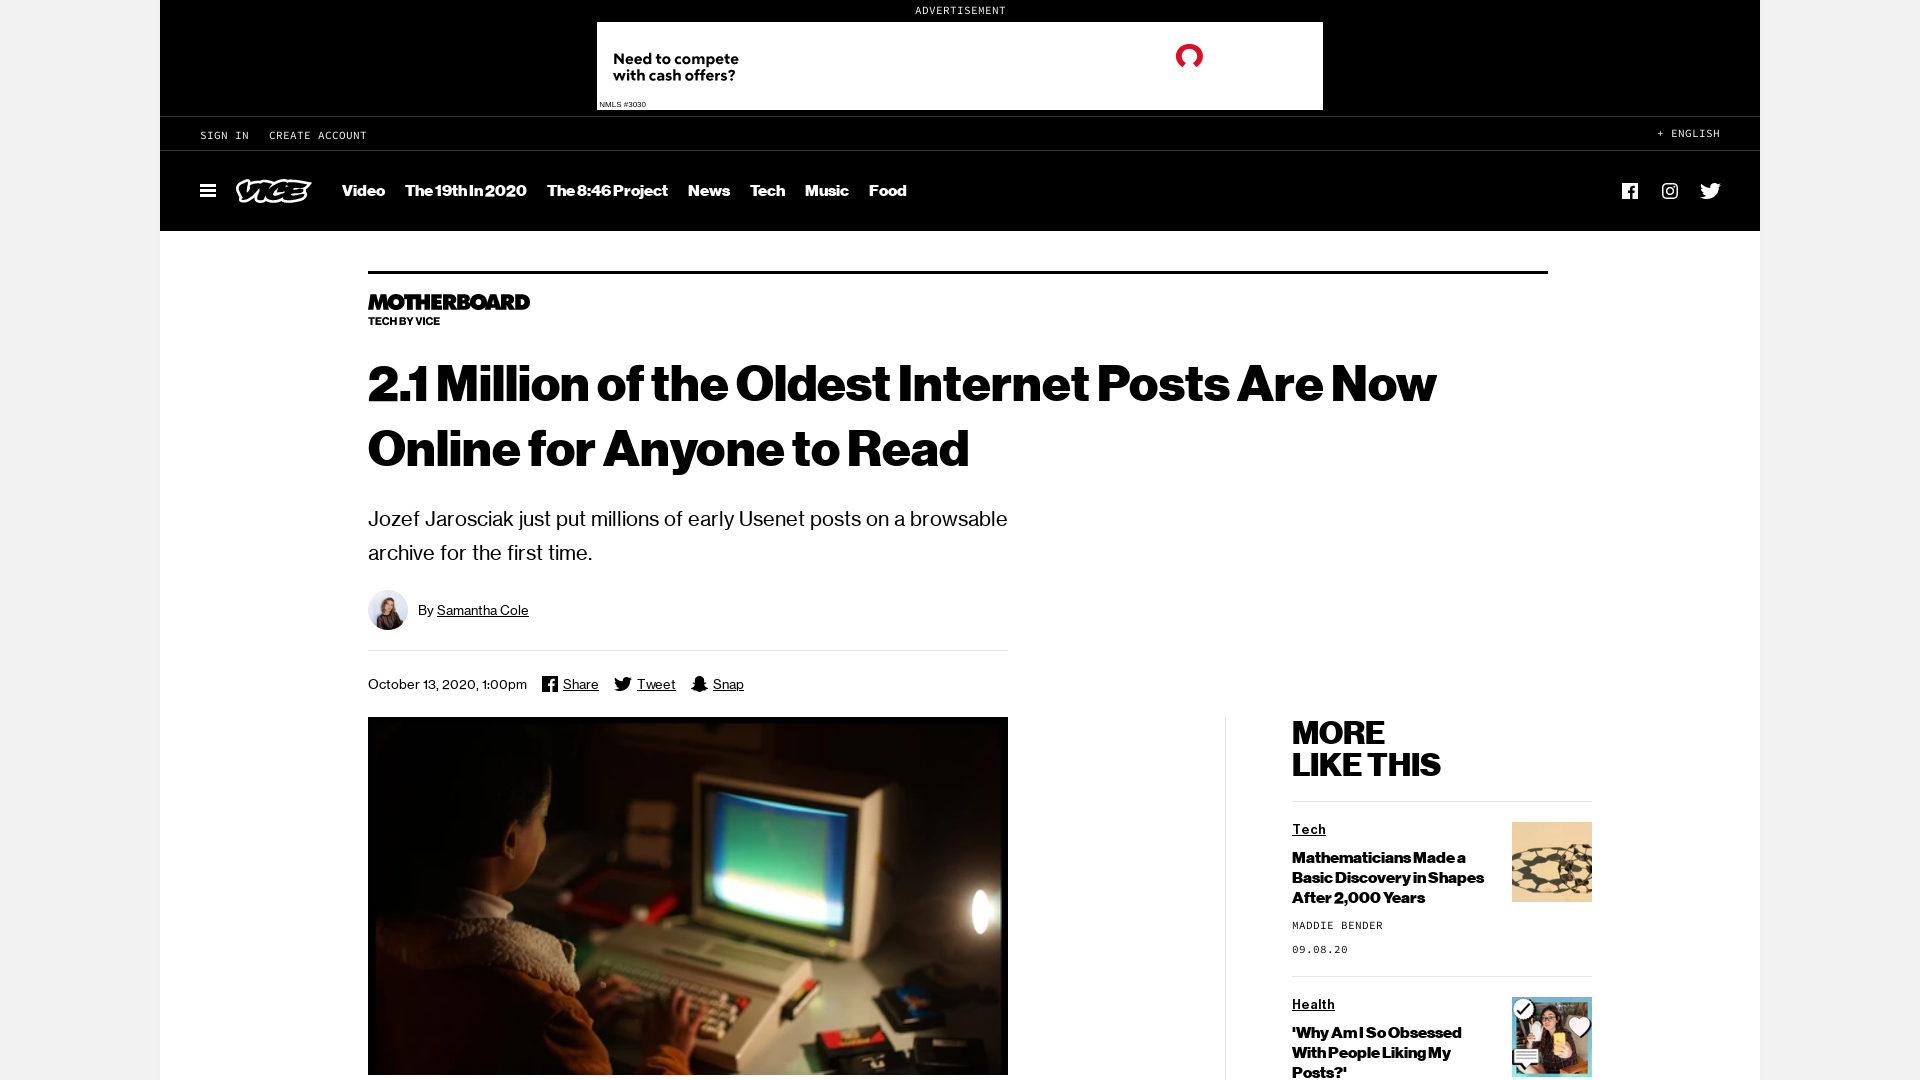 ADVERTISEMENT
Need to compete
with cash offers?
NMLS #3030
SIGN IN CREATE ACCOUNT + ENGLISH
VICE Video The 19th In 2020 The 8:46 Project News Tech Music Food
MOTHERBOARD
TECH BY VICE
2.1 Million of the Oldest Internet Posts Are Now
Online for Anyone to Read
Jozef Jarosciak just put millions of early Usenet posts on a browsable
archive for the first time.
By Samantha Cole
October 13, 2020, 1:00pm Share Tweet Snap
MORE
LIKE THIS
Tech
Mathematicians Made a
Basic Discovery in Shapes
After 2,000 Years
MADDIE BENDER
09.08.20
Health
'Why Am I So Obsessed
With People Liking My
Posts?'